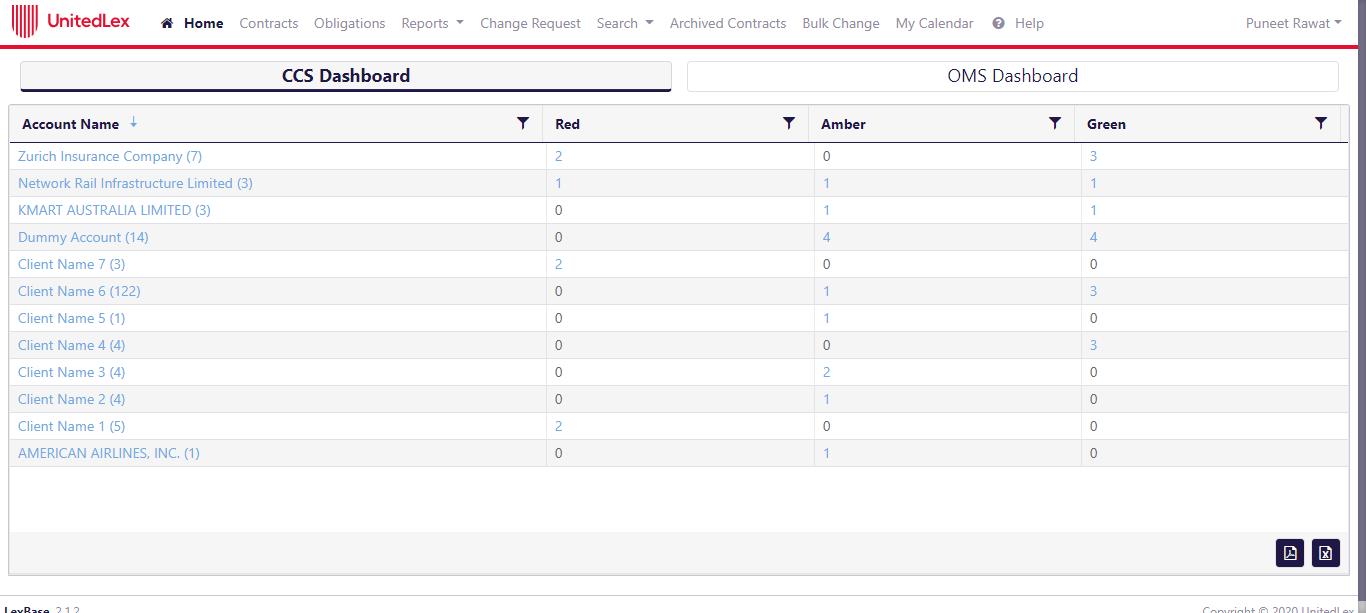 UnitedLex Home Contracts Obligations Reports Change Request Search Archived Contracts Bulk Change My Calendar Help Puneet Rawat
CCS Dashboard OMS Dashboard
Account Name Red Amber Green
Zurich Insurance Company (7) 2 0 3
Network Rail Infrastructure Limited (3) 1 1 1
KMART AUSTRALIA LIMITED (3) 0 1 1
Dummy Account (14) 0 4 4
Client Name 7 (3) 2 0 0
Client Name 6 (122) 0 1 3
Client Name 5 (1) 0 1 0
Client Name 4 (4) 0 0 3
Client Name 3 (4) 0 2 0
Client Name 2 (4) 0 1 0
Client Name 1 (5) 2 0 0
AMERICAN AIRLINES, INC. (1) 0 1 0
LexBase 2.1.2 Copyright © 2020 UnitedLex